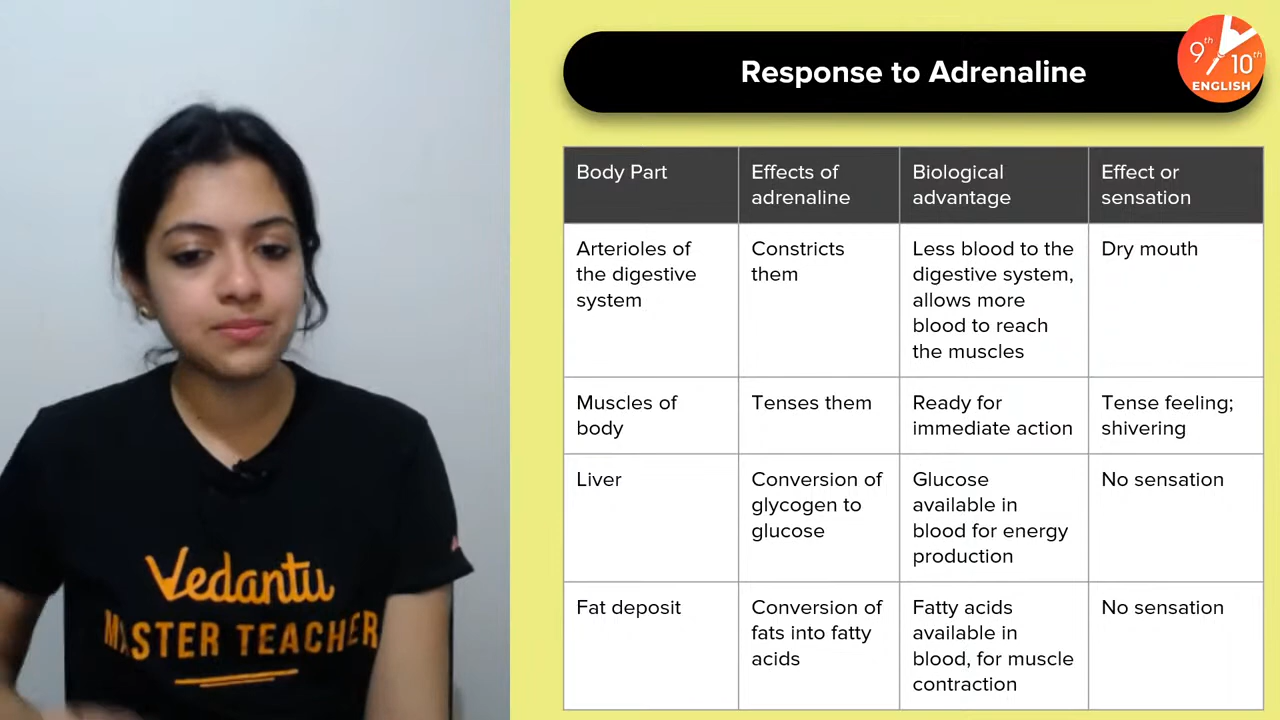 Response to Adrenaline
9th
10th
ENGLISH
Body Part
Effects of
adrenaline
Biological
advantage
Effect or
sensation
Arterioles of
the digestive
system
Constricts
them
Less blood to the
digestive system,
allows more
blood to reach
the muscles
Dry mouth
Muscles of
body
Tenses them
Ready for
immediate action
Tense feeling;
shivering
Liver
Conversion of
glycogen to
glucose
Glucose
available in
blood for energy
production
No sensation
Fat deposit
Conversion of
fats into fatty
acids
Fatty acids
available in
blood, for muscle
contraction
No sensation
Vedantu
MASTER TEACHER